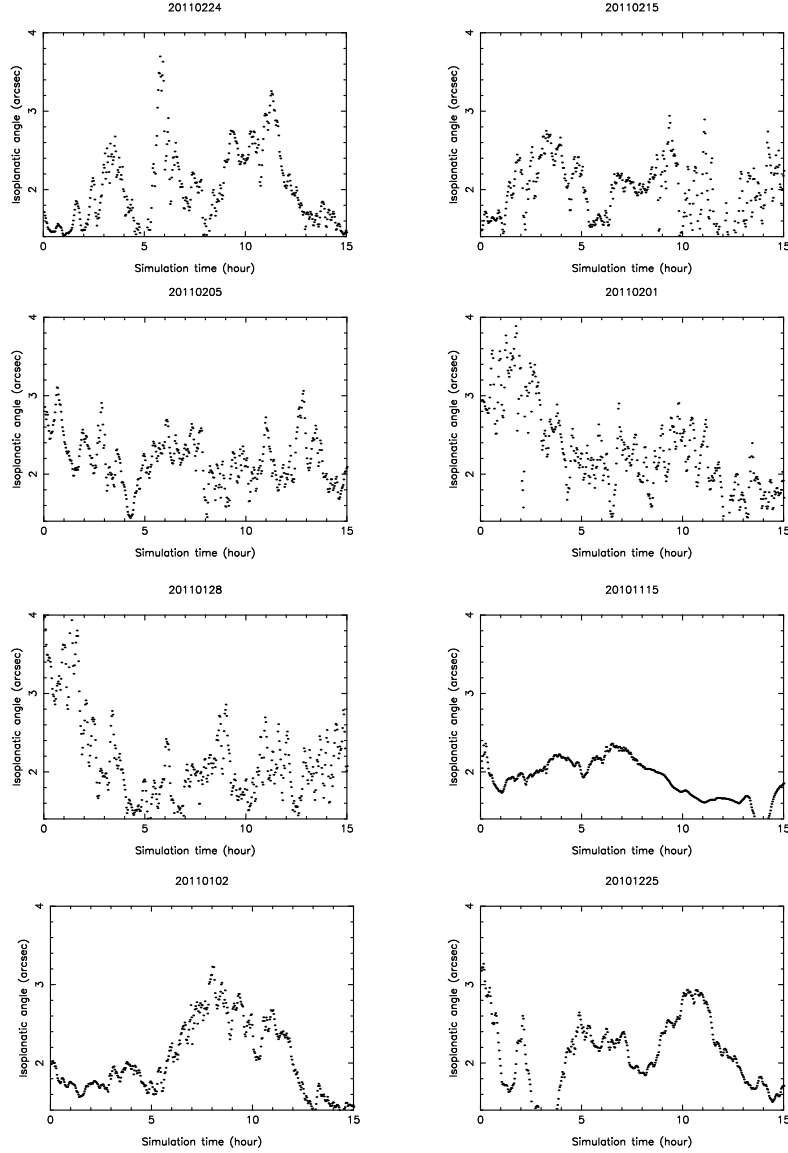 20110224
20110215
4
3
2
Isoplanatic angle (arcsec)
0 5 10 15
Simulation time (hour)
4
3
2
Isoplanatic angle (arcsec)
0 5 10 15
Simulation time (hour)
20110205
20110201
4
3
2
Isoplanatic angle (arcsec)
0 5 10 15
Simulation time (hour)
4
3
2
Isoplanatic angle (arcsec)
0 5 10 15
Simulation time (hour)
20110128
20101115
4
3
2
Isoplanatic angle (arcsec)
0 5 10 15
Simulation time (hour)
4
3
2
Isoplanatic angle (arcsec)
0 5 10 15
Simulation time (hour)
20110102
20101225
4
3
2
Isoplanatic angle (arcsec)
0 5 10 15
Simulation time (hour)
4
3
2
Isoplanatic angle (arcsec)
0 5 10 15
Simulation time (hour)